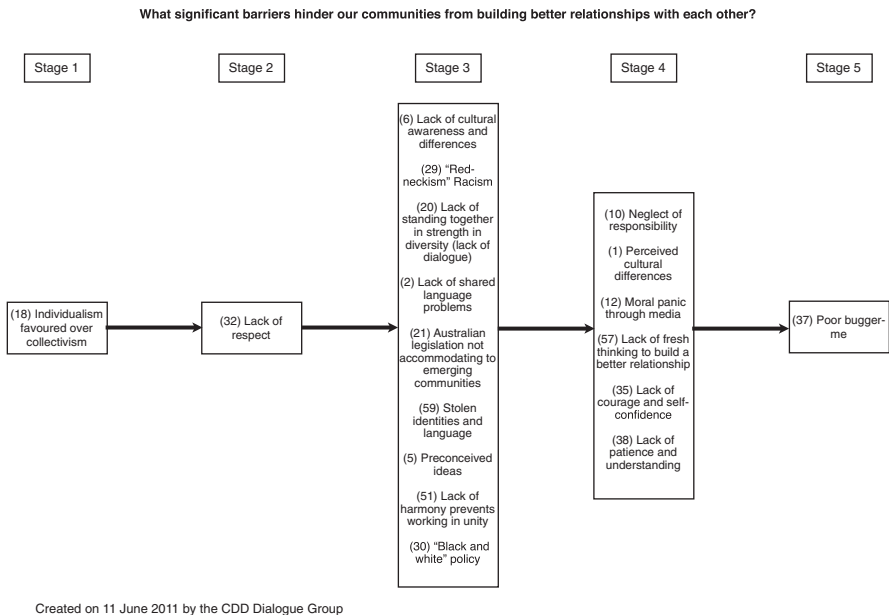 What significant barriers hinder our communities from building better relationships with each other?
Stage 1
Stage 2
Stage 3
Stage 4
Stage 5
(18) Individualism
favoured over
collectivism
(32) Lack of
respect
(6) Lack of cultural
awareness and
differences
(29) “Red-
neckism” Racism
(20) Lack of
standing together
in strength in
diversity (lack of
dialogue)
(2) Lack of shared
language
problems
(21) Australian
legislation not
accommodating to
emerging
communities
(59) Stolen
identities and
language
(5) Preconceived
ideas
(51) Lack of
harmony prevents
working in unity
(30) “Black and
white” policy
(10) Neglect of
responsibility
(1) Perceived
cultural
differences
(12) Moral panic
through media
(57) Lack of fresh
thinking to build a
better relationship
(35) Lack of
courage and self-
confidence
(38) Lack of
patience and
understanding
(37) Poor bugger-
me
Created on 11 June 2011 by the CDD Dialogue Group